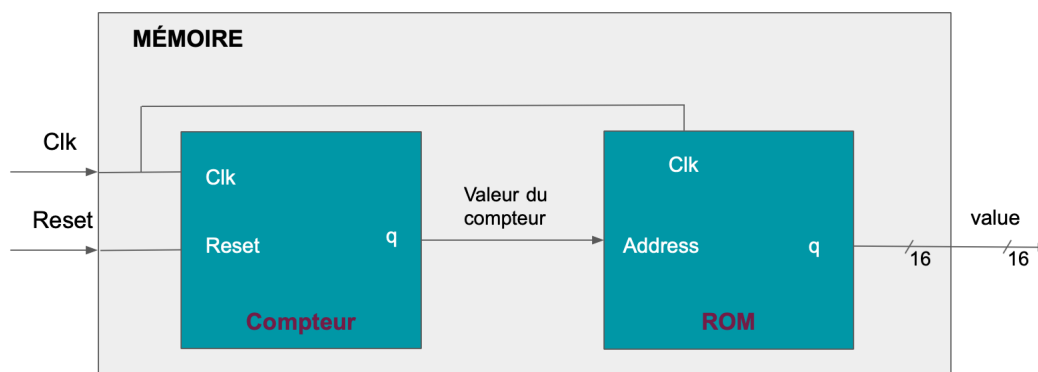 MÉMOIRE
Clk
Reset
Clk
Reset
q
Compteur
Valeur du
compteur
Clk
Address
q
ROM
16
value
16